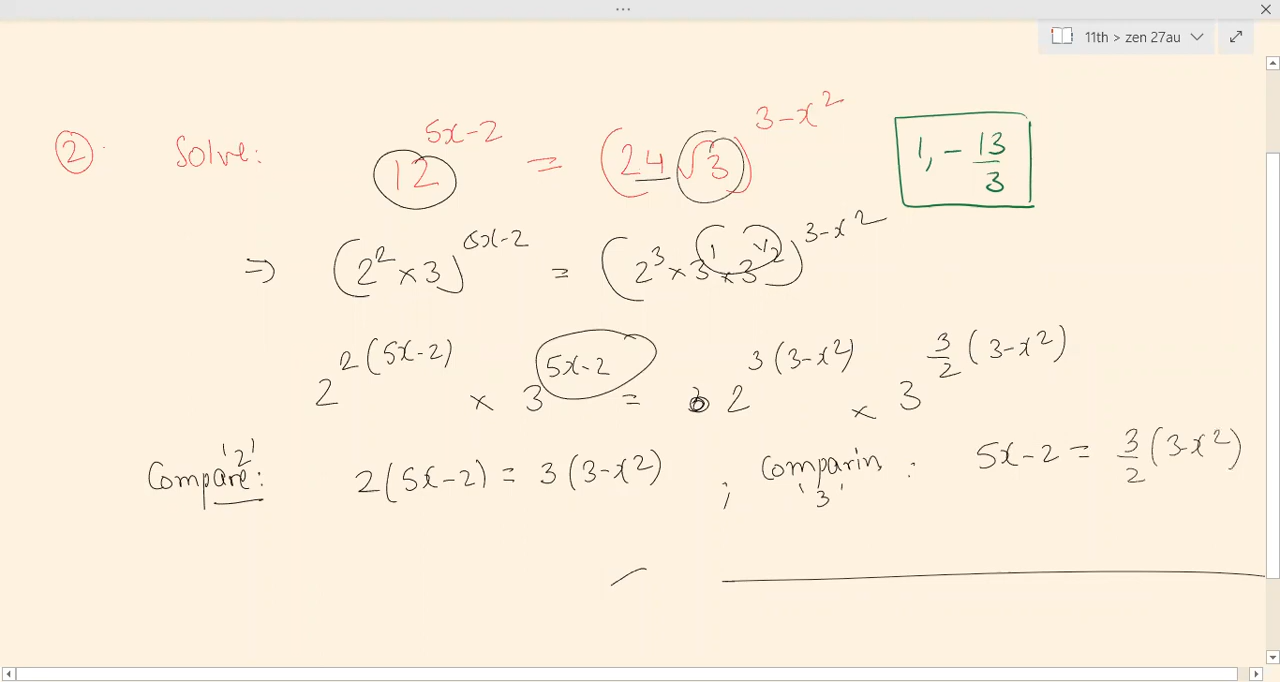 ...
11th > zen 27au
② Solve: 12^(5x-2) = (24 √3)^(3-x²)
1, -13/3
⇒ (2² × 3)^(5x-2) = (2³ × 3¹ × 3^(1/2))^(3-x²)
2^(2(5x-2)) × 3^(5x-2) = 2^(3(3-x²)) × 3^(3/2(3-x²))
Compare: '2' 2(5x-2) = 3(3-x²) ; Comparin '3' : 5x-2 = 3/2(3-x²)